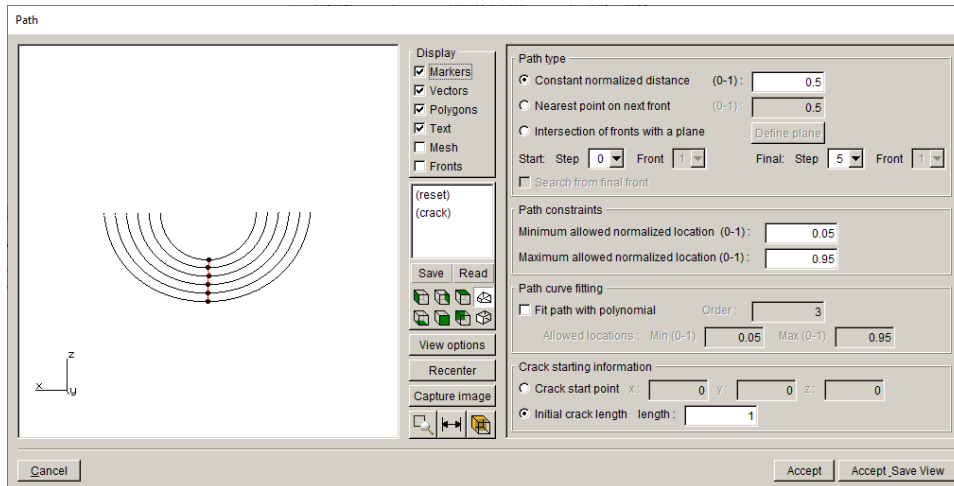 Path
Display
Markers
Vectors
Polygons
Text
Mesh
Fronts
(reset)
(crack)
Save Read
View options
Recenter
Capture image
z
x y
Path type
Constant normalized distance (0-1) : 0.5
Nearest point on next front (0-1) : 0.5
Intersection of fronts with a plane Define plane
Start: Step 0 Front 1 Final: Step 5 Front 1
Search from final front
Path constraints
Minimum allowed normalized location (0-1) : 0.05
Maximum allowed normalized location (0-1) : 0.95
Path curve fitting
Fit path with polynomial Order : 3
Allowed locations : Min (0-1) 0.05 Max (0-1) 0.95
Crack starting information
Crack start point x : 0 y : 0 z : 0
Initial crack length length : 1
Cancel Accept Accept_Save View